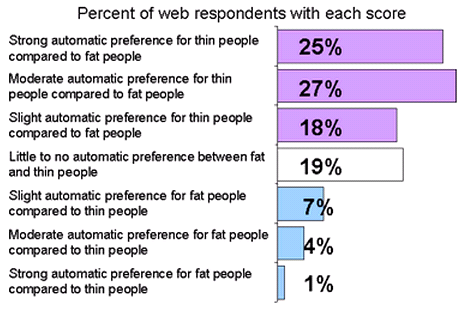 Percent of web respondents with each score
Strong automatic preference for thin people
compared to fat people
25%
Moderate automatic preference for thin
people compared to fat people
27%
Slight automatic preference for thin people
compared to fat people
18%
Little to no automatic preference between fat
and thin people
19%
Slight automatic preference for fat people
compared to thin people
7%
Moderate automatic preference for fat people
compared to thin people
4%
Strong automatic preference for fat people
compared to thin people
1%